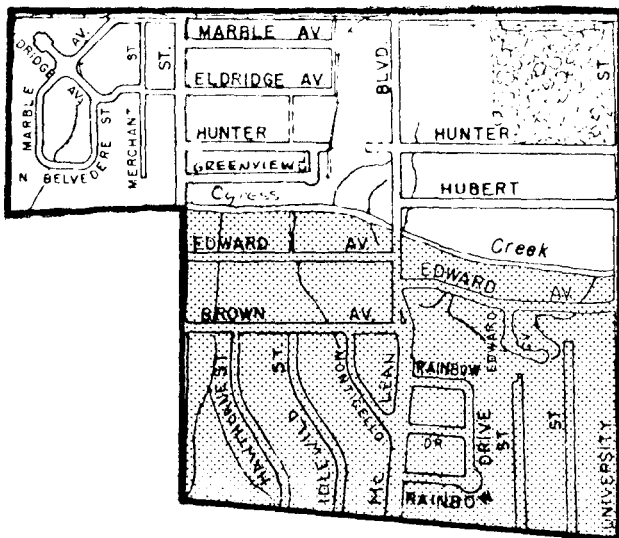 MARBLE AV
ELDRIDGE AV
HUNTER
GREENVIEW
Cypress
EDWARD AV.
BROWN AV.
HAWTHORNE ST
IDLEWILD ST.
MONTICELLO
Mc LEAN BLVD
HUNTER
HUBERT
Creek
EDWARD AV.
EDWARD
RAINBOW
DRIVE
DR
RAINBOW
ST
ST
UNIVERSITY ST
MARBLE AV.
DRIDGE AV.
N BELVEDERE ST.
MERCHANT ST
ST.